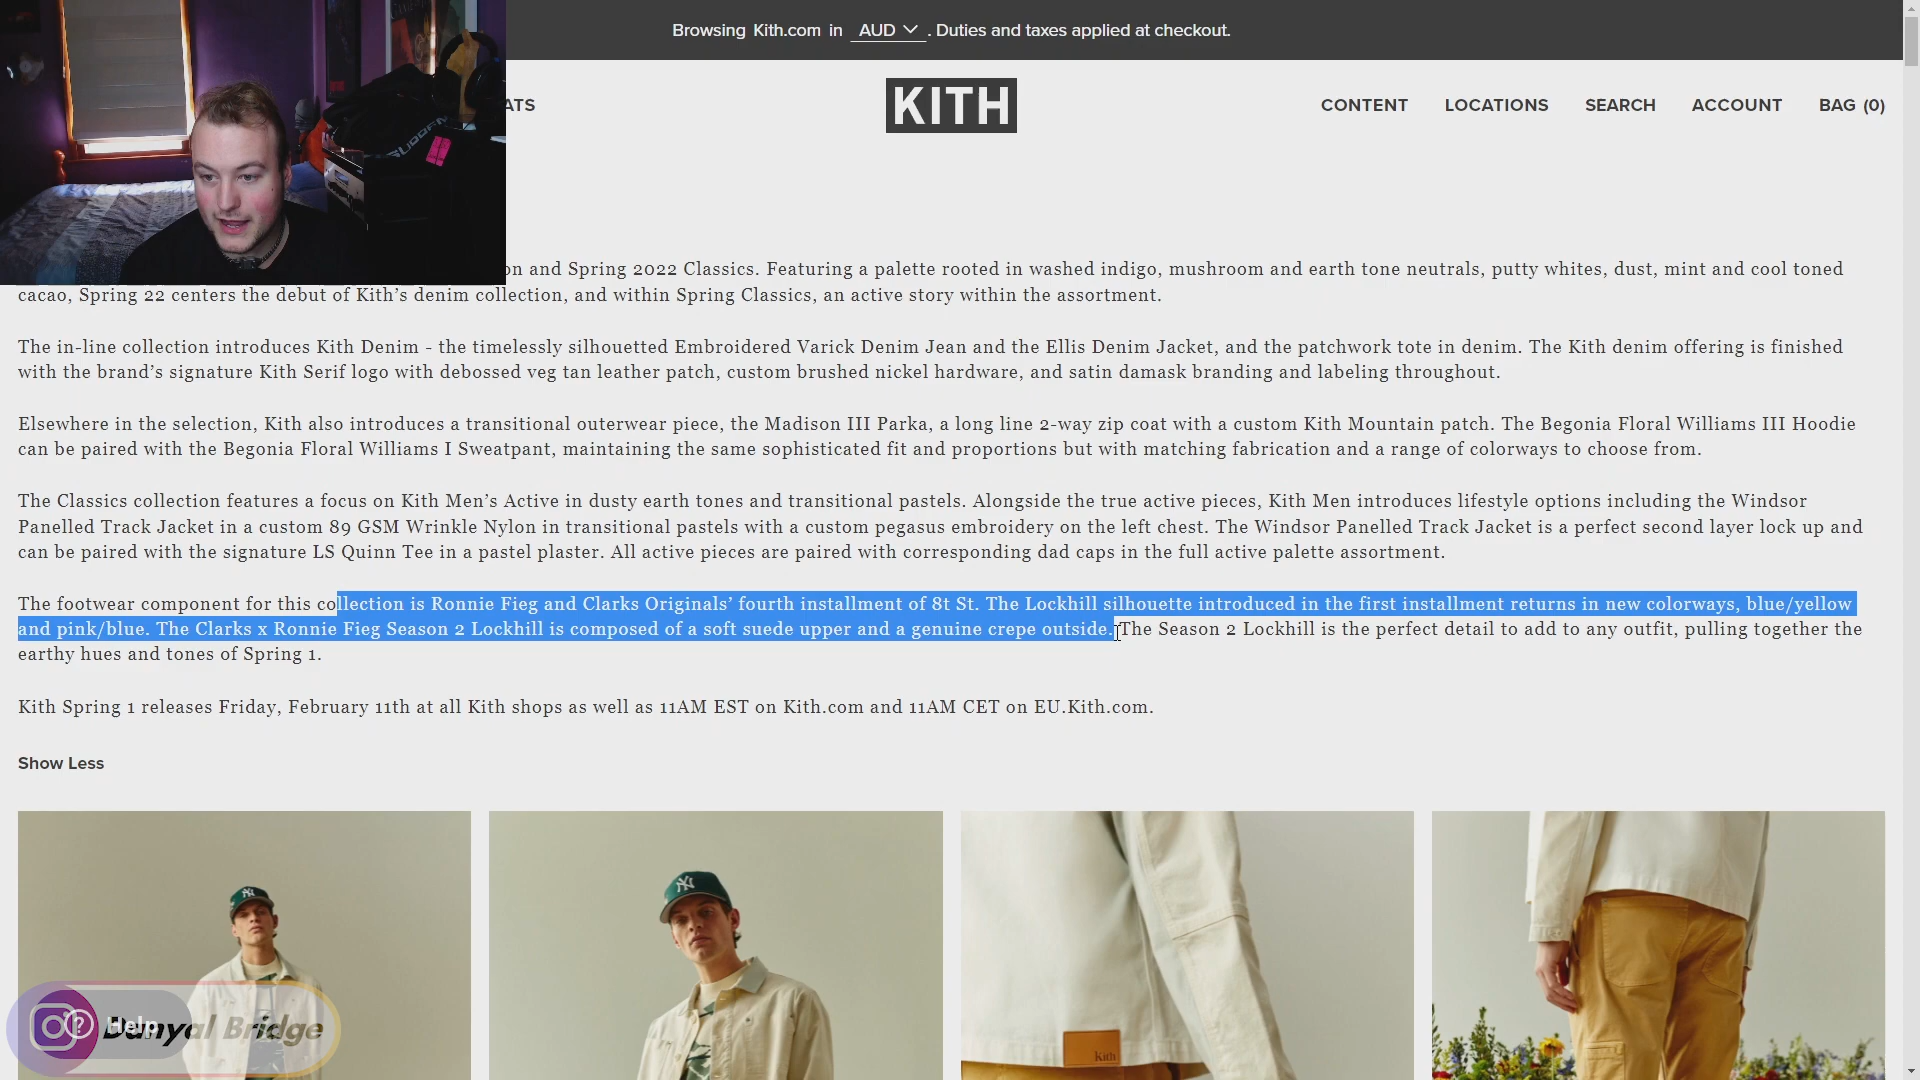 Browsing Kith.com in AUD . Duties and taxes applied at checkout.
ATS
KITH
CONTENT LOCATIONS SEARCH ACCOUNT BAG (0)
SUDDEN
on and Spring 2022 Classics. Featuring a palette rooted in washed indigo, mushroom and earth tone neutrals, putty whites, dust, mint and cool toned
cacao, Spring 22 centers the debut of Kith’s denim collection, and within Spring Classics, an active story within the assortment.
The in-line collection introduces Kith Denim - the timelessly silhouetted Embroidered Varick Denim Jean and the Ellis Denim Jacket, and the patchwork tote in denim. The Kith denim offering is finished
with the brand’s signature Kith Serif logo with debossed veg tan leather patch, custom brushed nickel hardware, and satin damask branding and labeling throughout.
Elsewhere in the selection, Kith also introduces a transitional outerwear piece, the Madison III Parka, a long line 2-way zip coat with a custom Kith Mountain patch. The Begonia Floral Williams III Hoodie
can be paired with the Begonia Floral Williams I Sweatpant, maintaining the same sophisticated fit and proportions but with matching fabrication and a range of colorways to choose from.
The Classics collection features a focus on Kith Men’s Active in dusty earth tones and transitional pastels. Alongside the true active pieces, Kith Men introduces lifestyle options including the Windsor
Panelled Track Jacket in a custom 89 GSM Wrinkle Nylon in transitional pastels with a custom pegasus embroidery on the left chest. The Windsor Panelled Track Jacket is a perfect second layer lock up and
can be paired with the signature LS Quinn Tee in a pastel plaster. All active pieces are paired with corresponding dad caps in the full active palette assortment.
The footwear component for this collection is Ronnie Fieg and Clarks Originals’ fourth installment of 8t St. The Lockhill silhouette introduced in the first installment returns in new colorways, blue/yellow
and pink/blue. The Clarks x Ronnie Fieg Season 2 Lockhill is composed of a soft suede upper and a genuine crepe outside. The Season 2 Lockhill is the perfect detail to add to any outfit, pulling together the
earthy hues and tones of Spring 1.
Kith Spring 1 releases Friday, February 11th at all Kith shops as well as 11AM EST on Kith.com and 11AM CET on EU.Kith.com.
Show Less
NY
NY
Kith
? Help
Danyal Bridge